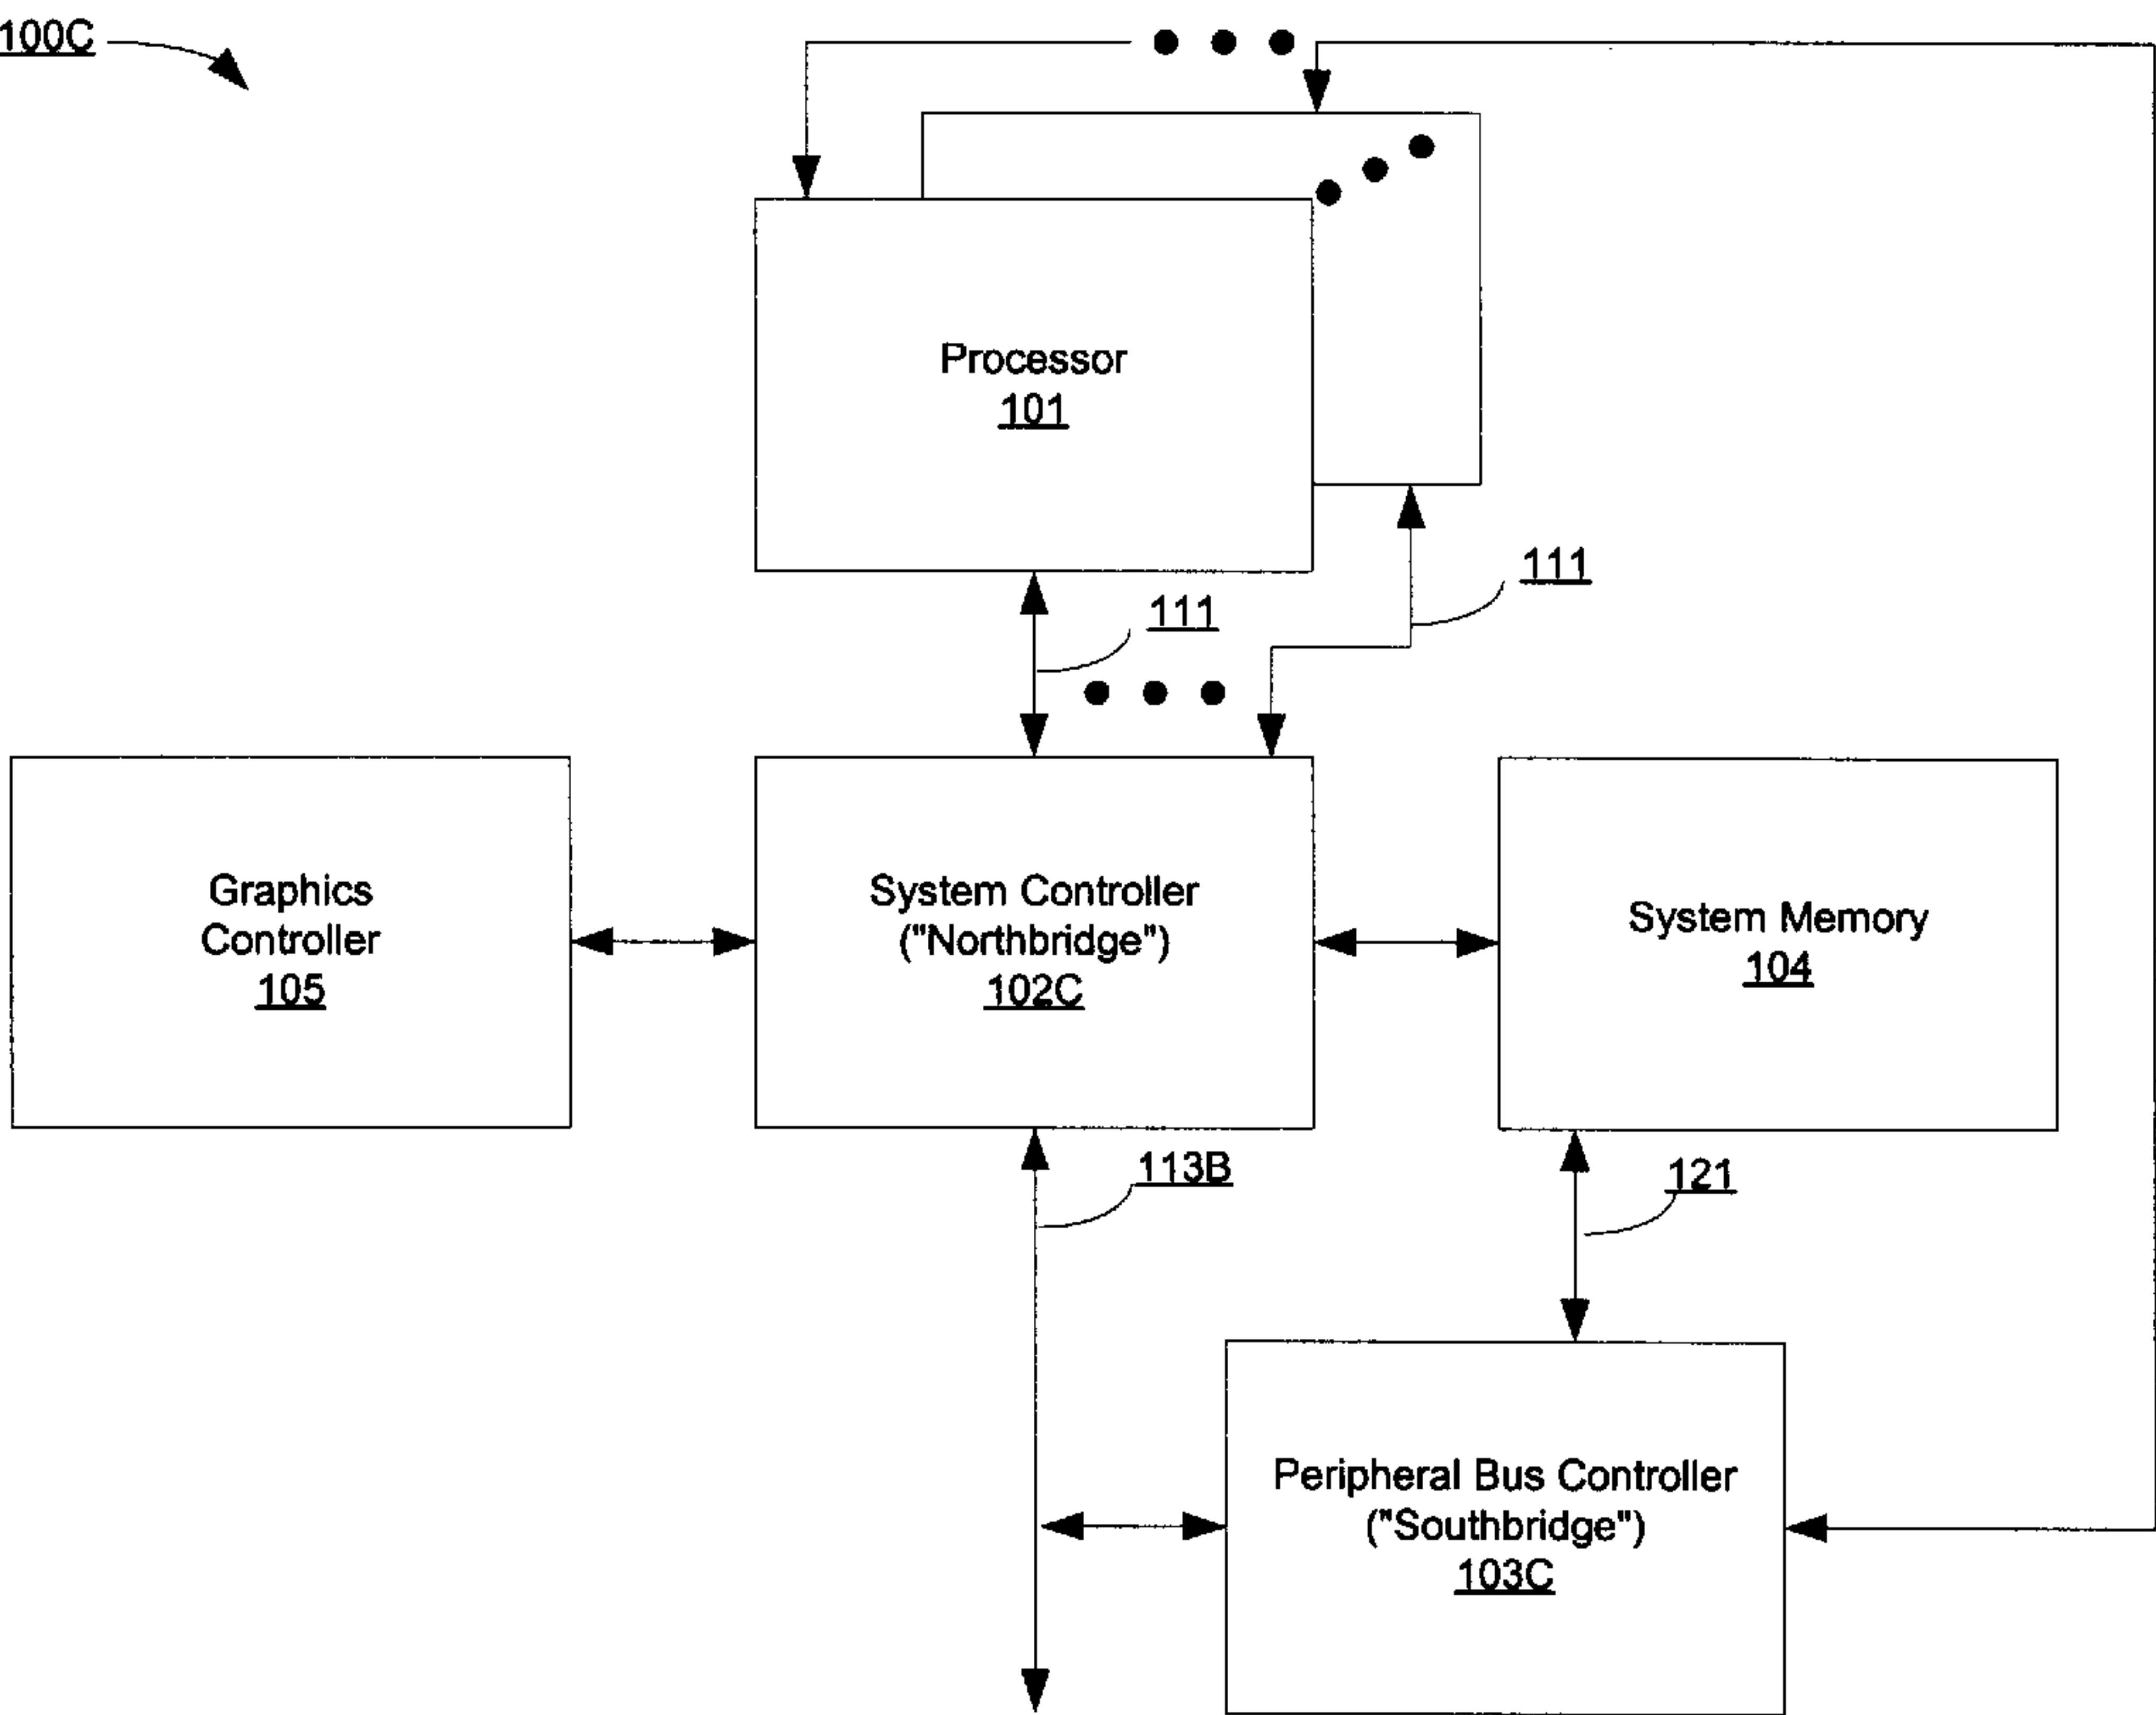 100C
Processor
101
111
111
Graphics
Controller
105
System Controller
("Northbridge")
102C
System Memory
104
113B
121
Peripheral Bus Controller
("Southbridge")
103C